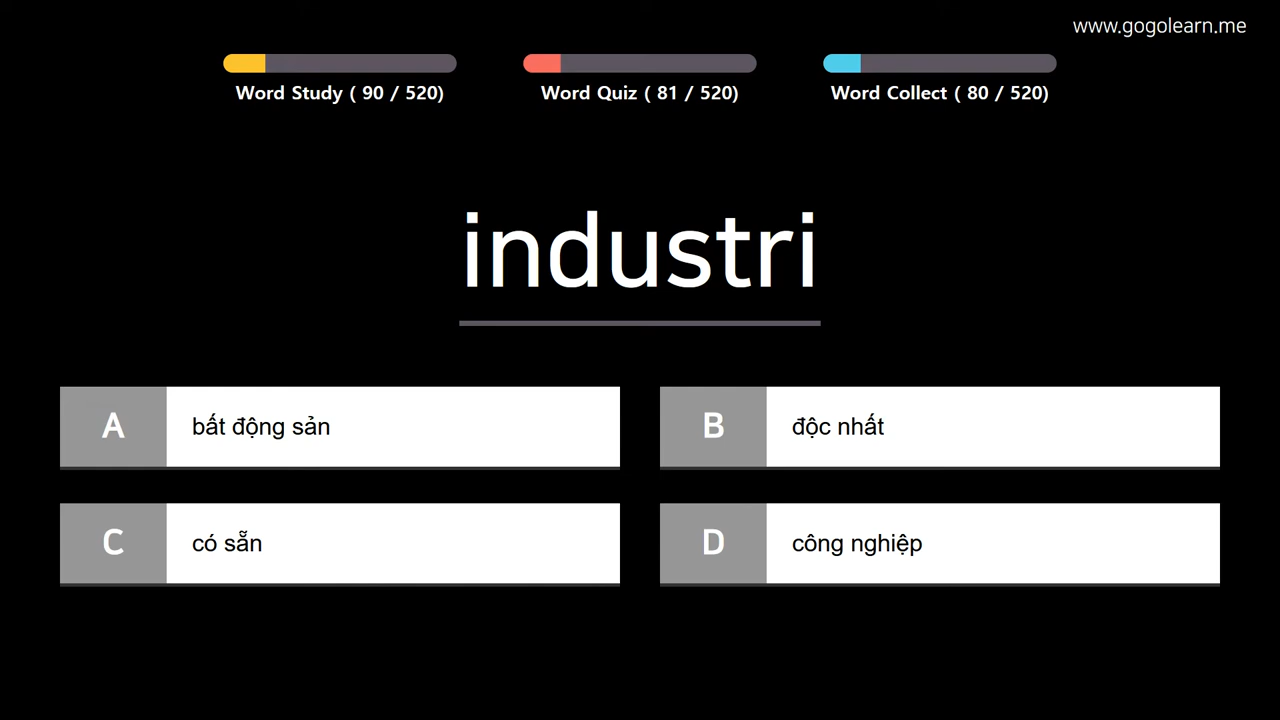 www.gogolearn.me
Word Study ( 90 / 520)
Word Quiz ( 81 / 520)
Word Collect ( 80 / 520)
industri
A bất động sản
B độc nhất
C có sẵn
D công nghiệp